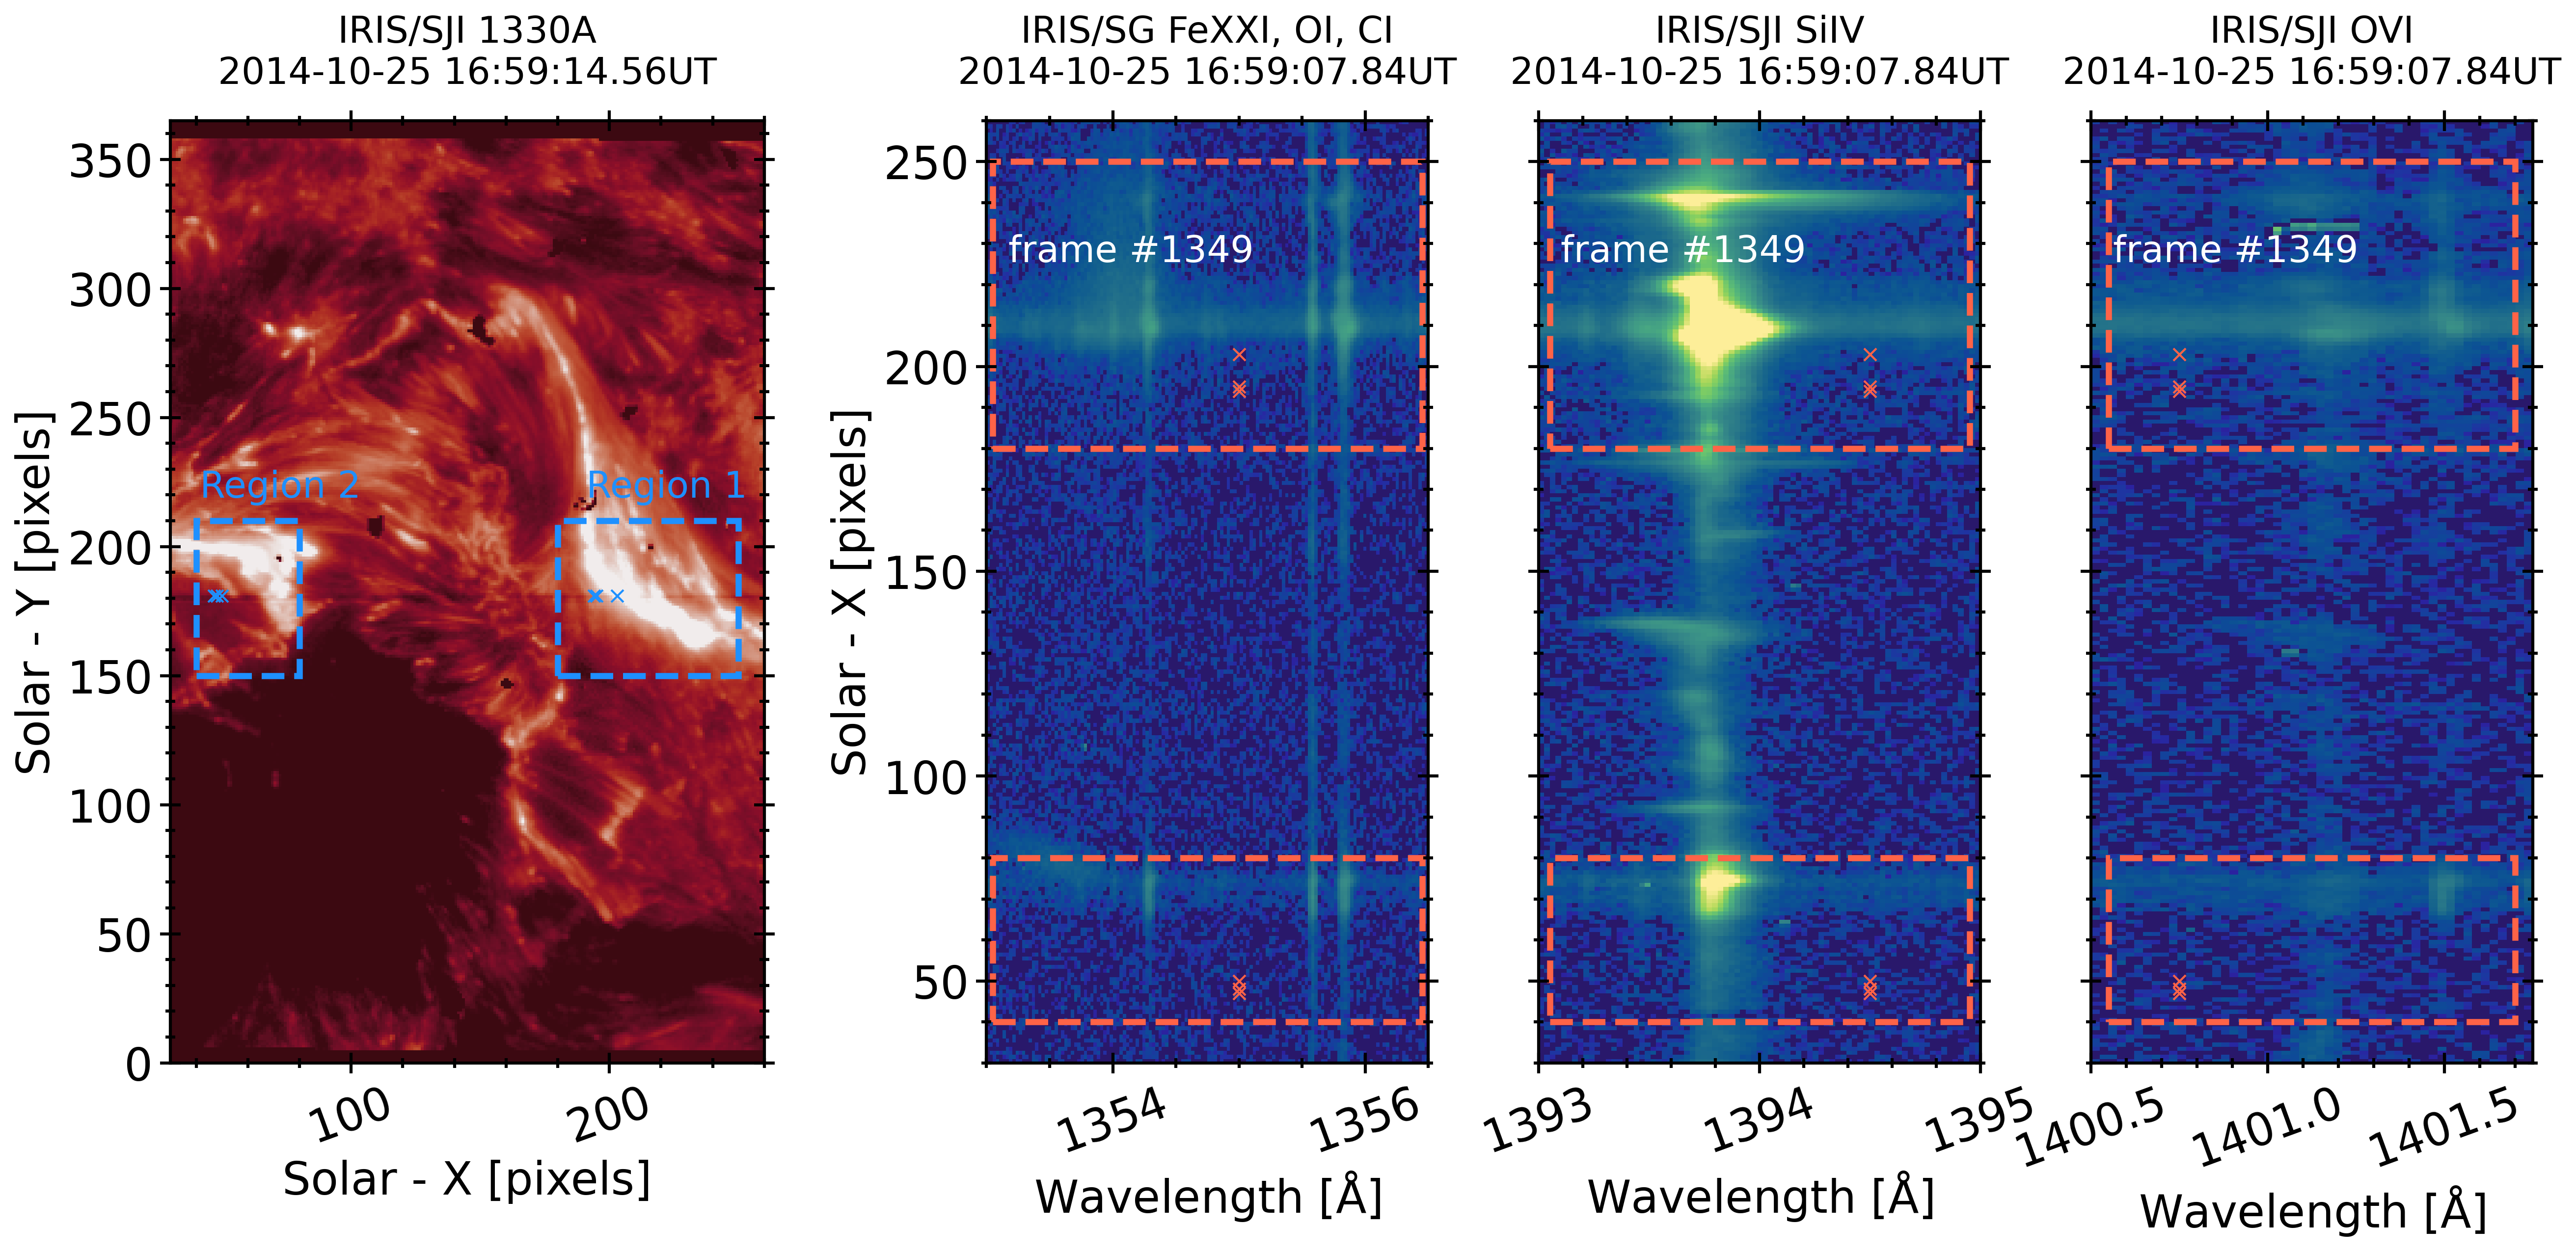 IRIS/SJI 1330A
2014-10-25 16:59:14.56UT
350
300
250
200
150
100
50
0
Solar - Y [pixels]
Region 2
Region 1
100
200
Solar - X [pixels]
IRIS/SG FeXXI, OI, CI
2014-10-25 16:59:07.84UT
250
200
150
100
50
Solar - X [pixels]
frame #1349
1354
1356
Wavelength [Å]
IRIS/SJI SiIV
2014-10-25 16:59:07.84UT
frame #1349
1393
1394
1395
Wavelength [Å]
IRIS/SJI OVI
2014-10-25 16:59:07.84UT
frame #1349
1400.5
1401.0
1401.5
Wavelength [Å]